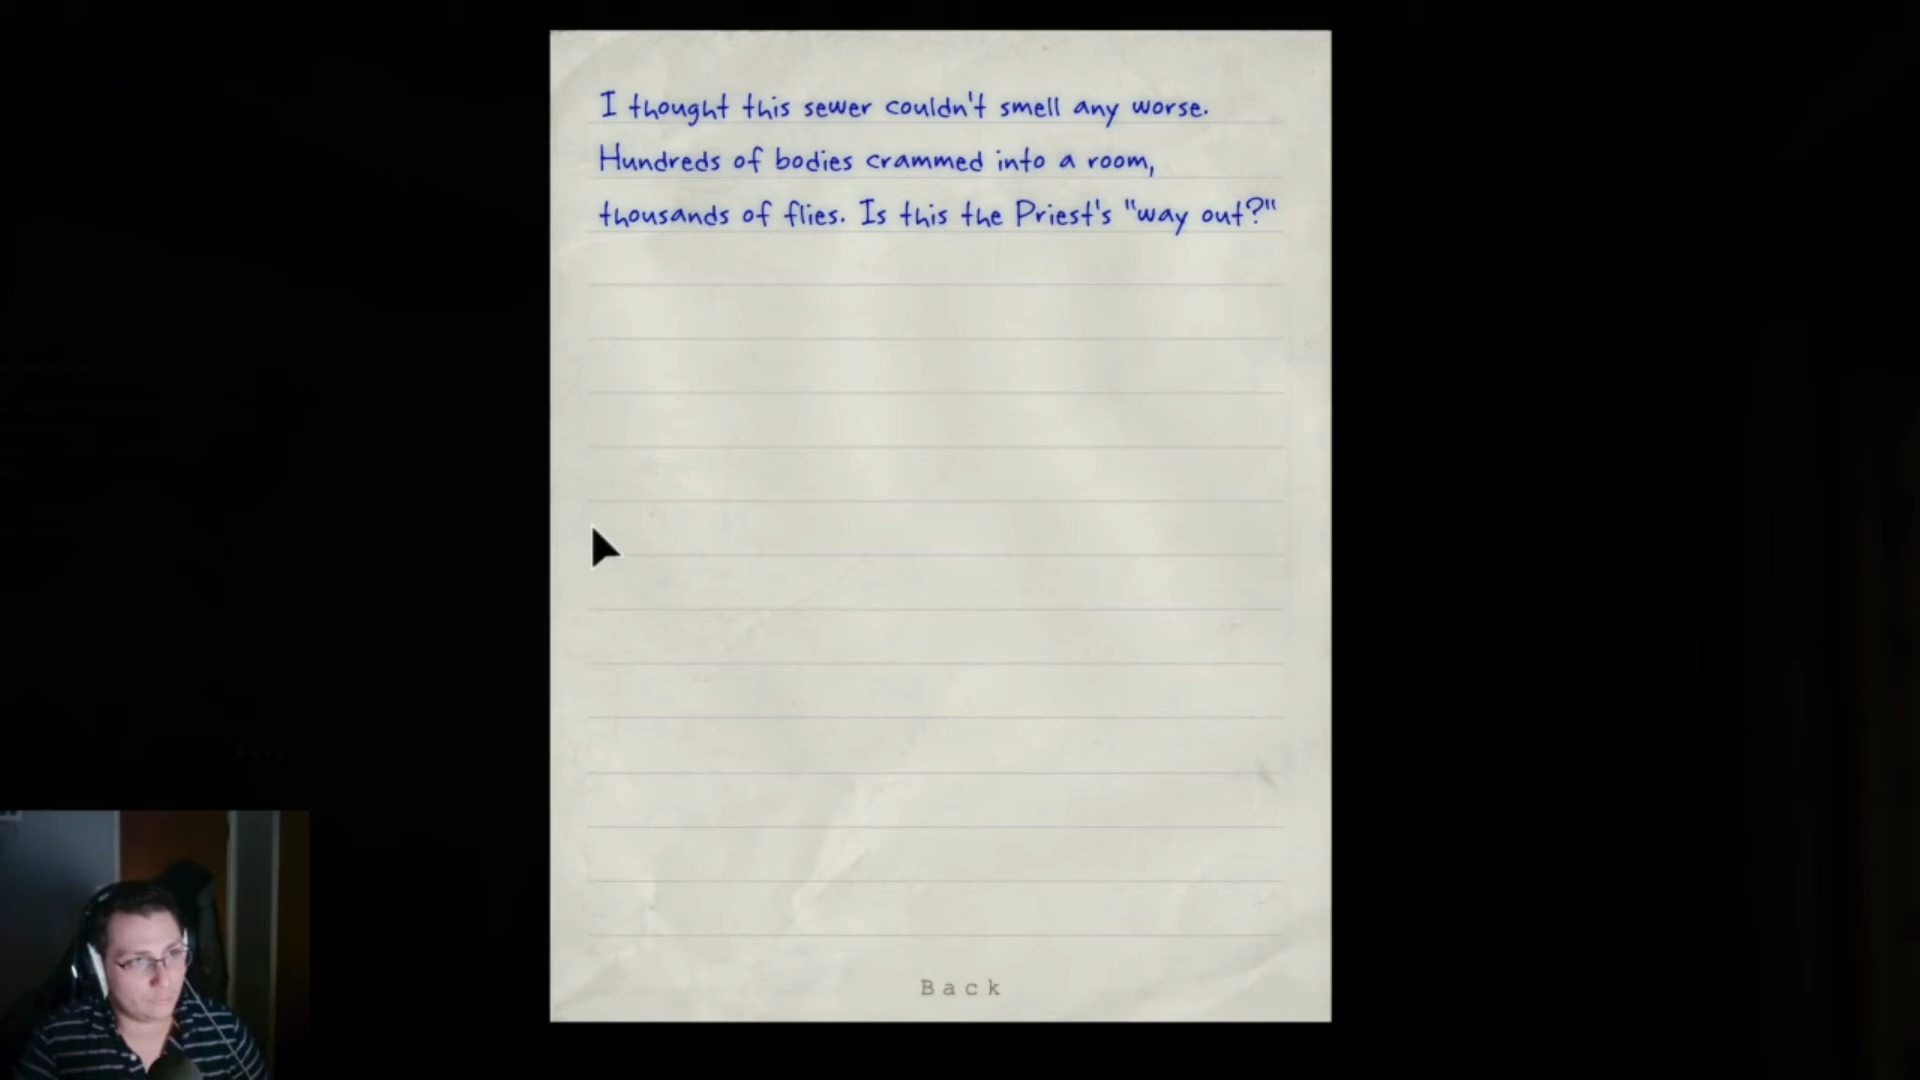 I thought this sewer couldn't smell any worse.
Hundreds of bodies crammed into a room,
thousands of flies. Is this the Priest's "way out?"
Back